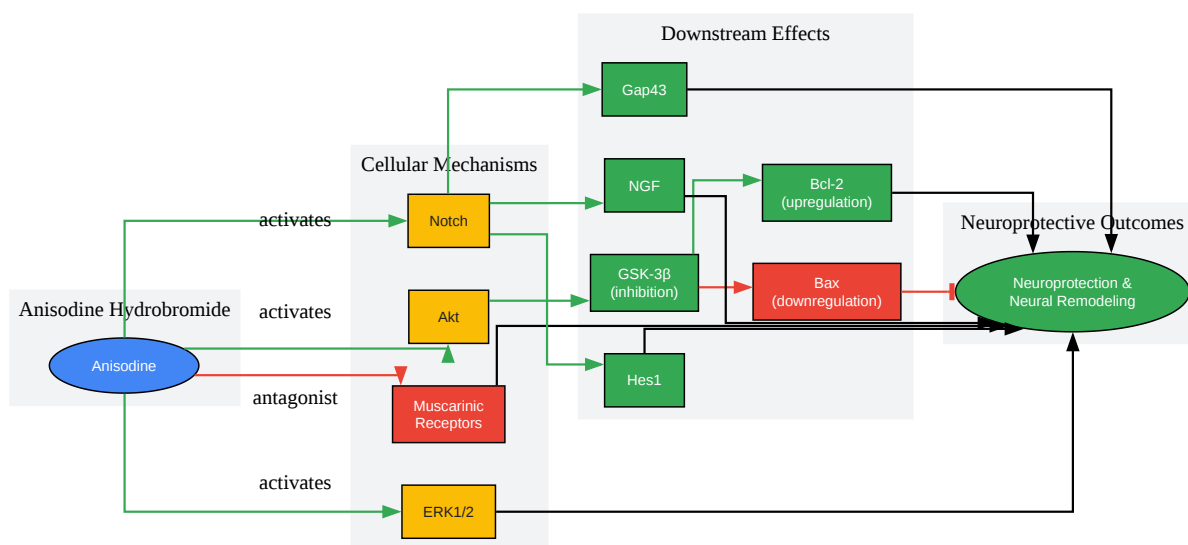 Downstream Effects
Gap43
Cellular Mechanisms
NGF
Bcl-2
(upregulation)
activates
Notch
Neuroprotective Outcomes
GSK-3β
(inhibition)
Bax
(downregulation)
Neuroprotection &
Neural Remodeling
Anisodine Hydrobromide
activates
Akt
Anisodine
Hes1
antagonist
Muscarinic
Receptors
activates
ERK1/2